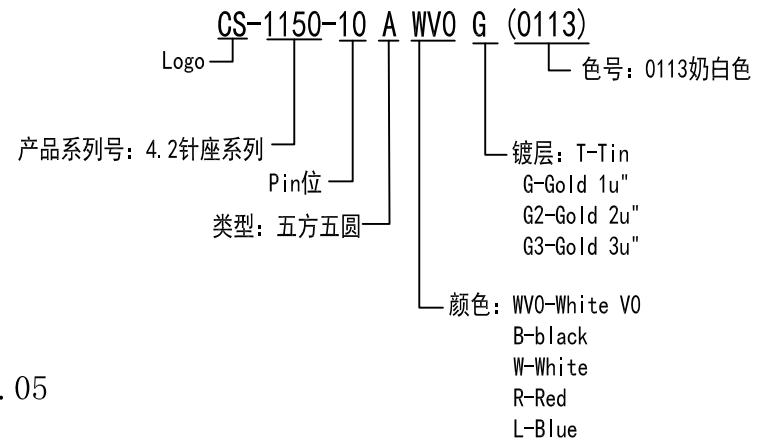 CS-1150-10 A WV0 G (0113)
Logo
色号: 0113奶白色
产品系列号: 4.2针座系列
镀层: T-Tin
Pin位
G-Gold 1u"
类型: 五方五圆
G2-Gold 2u"
G3-Gold 3u"
颜色: WV0-White V0
B-black
W-White
. 05
R-Red
L-Blue